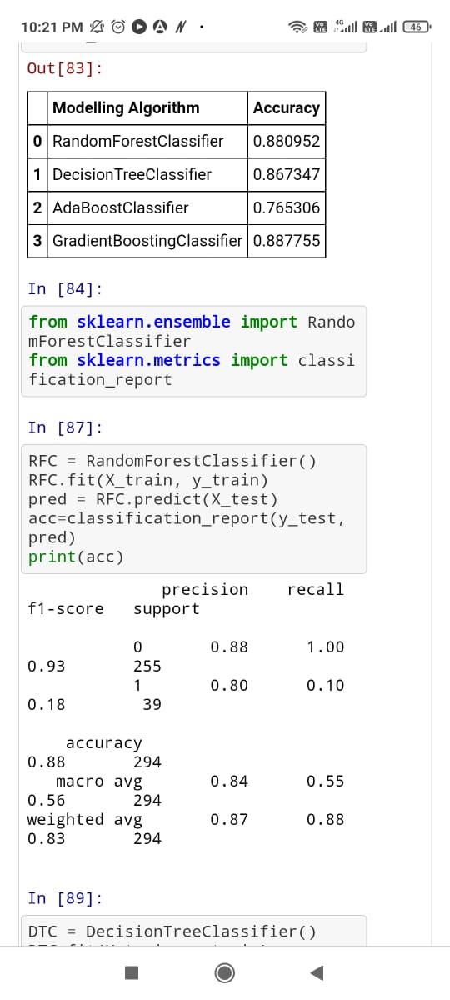 10:21 PM
4G
46
Out[83]:
Modelling Algorithm Accuracy
0 RandomForestClassifier 0.880952
1 DecisionTreeClassifier 0.867347
2 AdaBoostClassifier 0.765306
3 GradientBoostingClassifier 0.887755
In [84]:
from sklearn.ensemble import Rando
mForestClassifier
from sklearn.metrics import classi
fication_report
In [87]:
RFC = RandomForestClassifier()
RFC.fit(X_train, y_train)
pred = RFC.predict(X_test)
acc=classification_report(y_test,
pred)
print(acc)
precision recall
f1-score support
0 0.88 1.00
0.93 255
1 0.80 0.10
0.18 39
accuracy
0.88 294
macro avg 0.84 0.55
0.56 294
weighted avg 0.87 0.88
0.83 294
In [89]:
DTC = DecisionTreeClassifier()